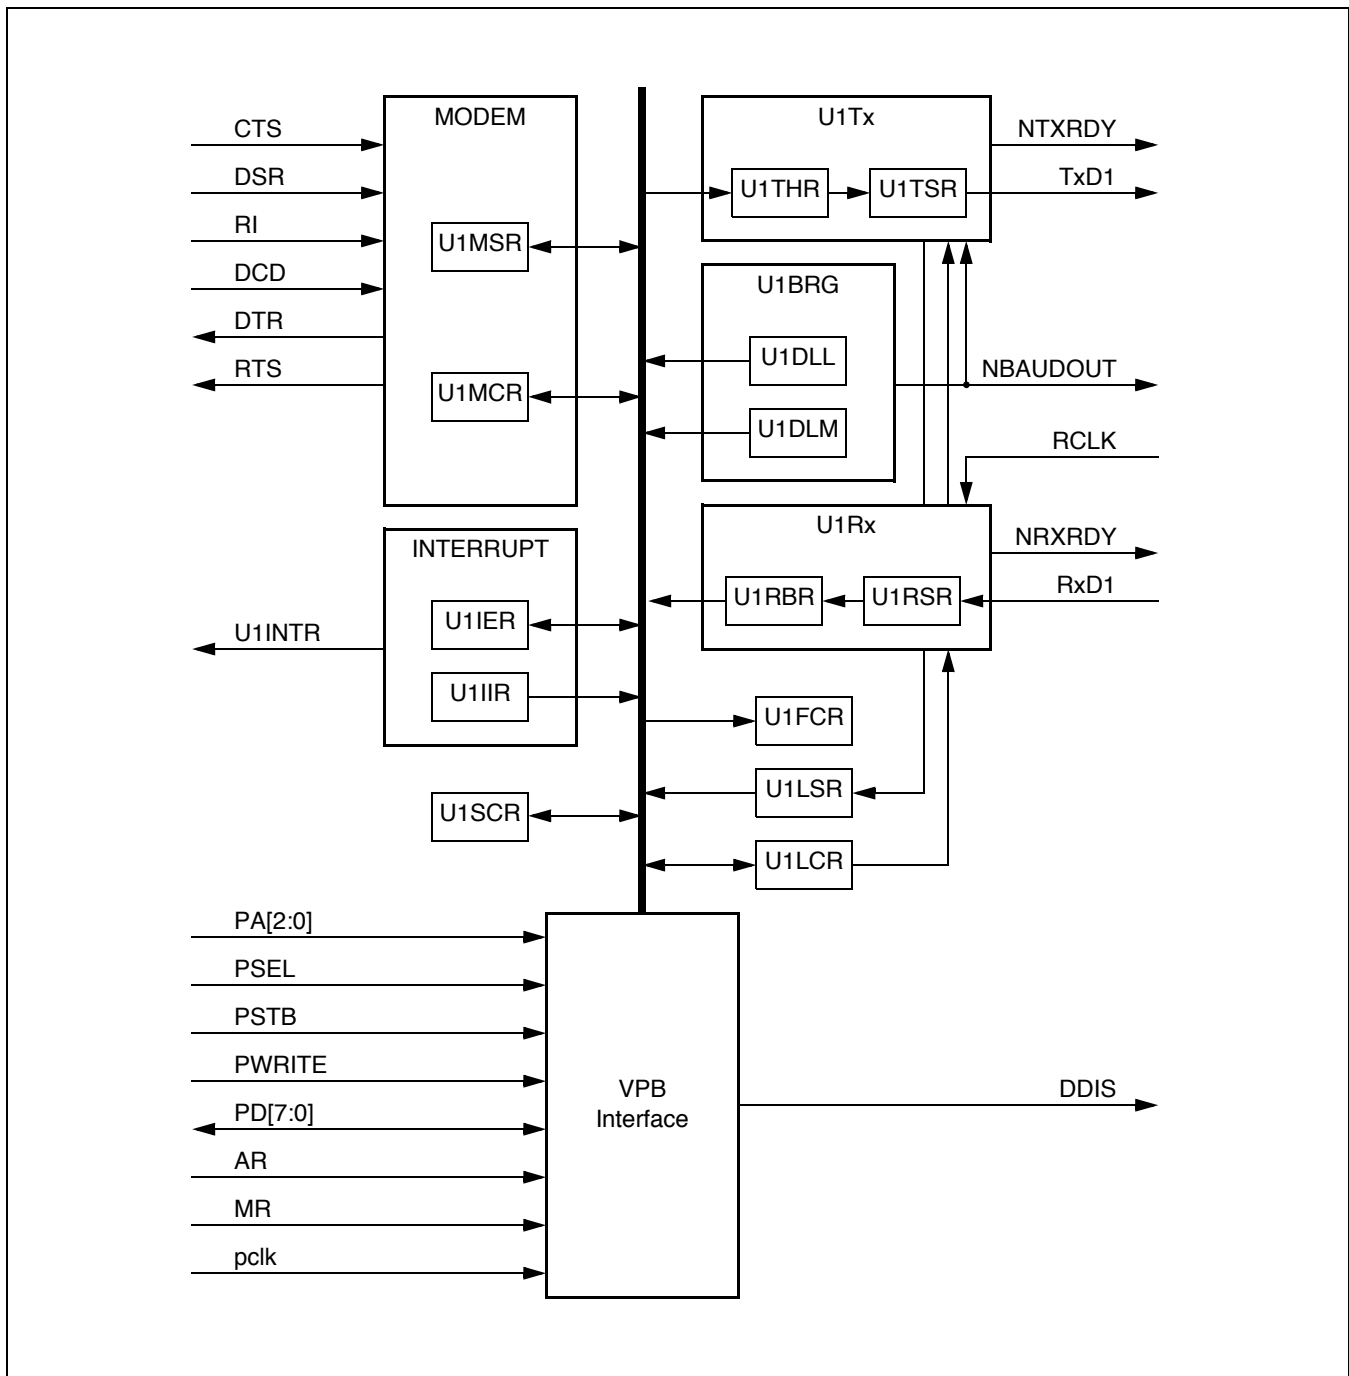 MODEM
CTS
DSR
RI
DCD
DTR
RTS
U1MSR
U1MCR
U1Tx
U1THR
U1TSR
NTXRDY
TxD1
U1BRG
U1DLL
U1DLM
NBAUDOUT
RCLK
U1Rx
U1RBR
U1RSR
NRXRDY
RxD1
INTERRUPT
U1INTR
U1IER
U1IIR
U1FCR
U1LSR
U1SCR
U1LCR
PA[2:0]
PSEL
PSTB
PWRITE
PD[7:0]
AR
MR
pclk
VPB
Interface
DDIS